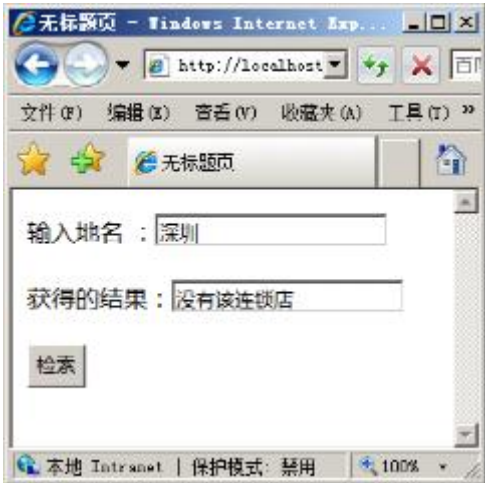 无标题页 - Windows Internet Exp...
http://localhost
文件(F) 编辑(E) 查看(V) 收藏夹(A) 工具(T) »
无标题页
输入地名 ：深圳
获得的结果：没有该连锁店
检索
本地 Intranet | 保护模式: 禁用 100%